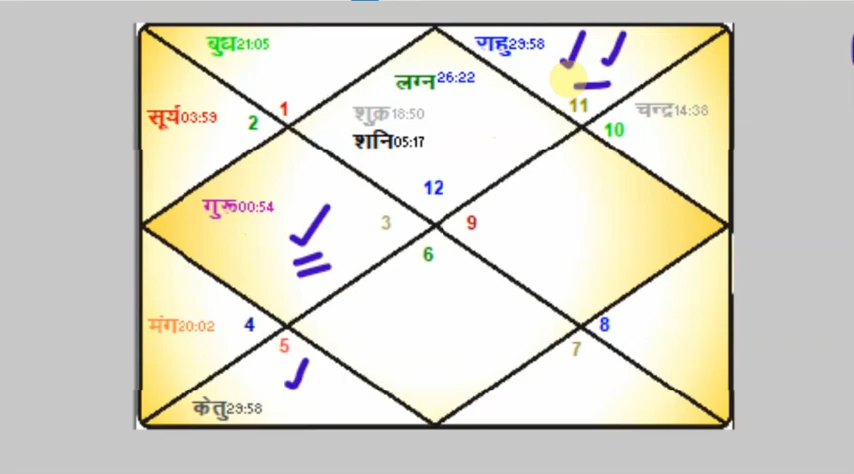 बुध21:05
राहु29:58
लग्न26:22
सूर्य03:59
2
1
शुक्र18:50
11
चन्द्र14:38
शनि05:17
10
12
गुरू00:54
3
9
6
मंग20:02
4
8
5
7
केतु29:58